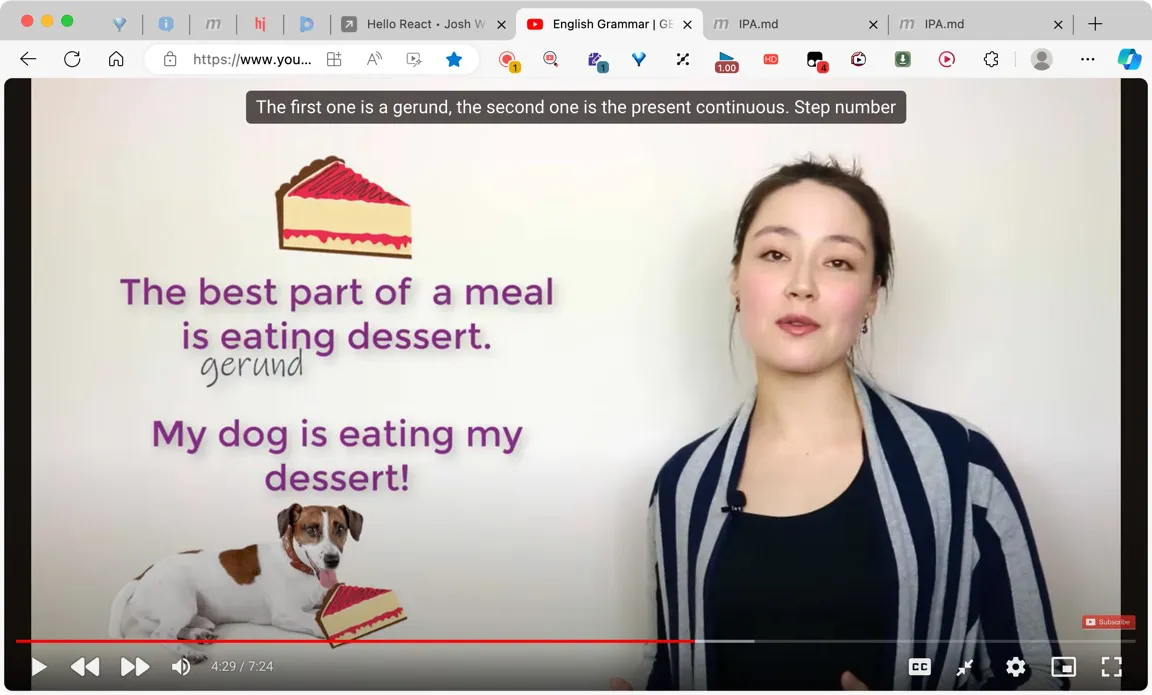 hi
Hello React • Josh W
English Grammar | GE
IPA.md
IPA.md
https://www.you...
1
1
1.00
HD
4
The first one is a gerund, the second one is the present continuous. Step number
The best part of a meal
is eating dessert.
gerund
My dog is eating my
dessert!
Subscribe
4:29 / 7:24
CC